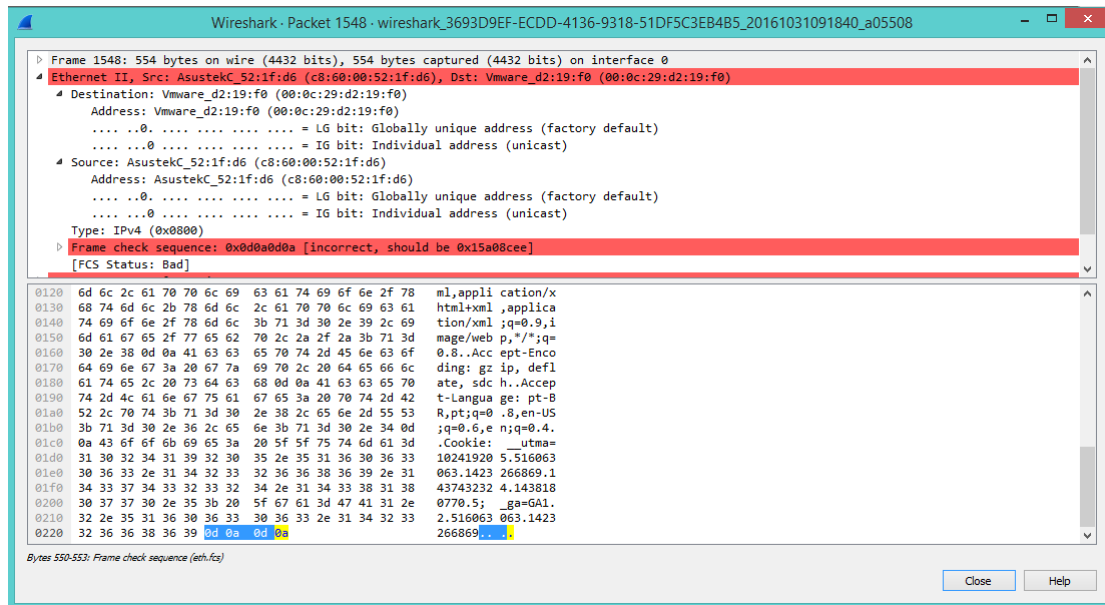 Wireshark · Packet 1548 · wireshark_3693D9EF-ECDD-4136-9318-51DF5C3EB4B5_20161031091840_a05508
Frame 1548: 554 bytes on wire (4432 bits), 554 bytes captured (4432 bits) on interface 0
Ethernet II, Src: AsustekC_52:1f:d6 (c8:60:00:52:1f:d6), Dst: Vmware_d2:19:f0 (00:0c:29:d2:19:f0)
Destination: Vmware_d2:19:f0 (00:0c:29:d2:19:f0)
Address: Vmware_d2:19:f0 (00:0c:29:d2:19:f0)
.... ..0. .... .... .... .... = LG bit: Globally unique address (factory default)
.... ...0 .... .... .... .... = IG bit: Individual address (unicast)
Source: AsustekC_52:1f:d6 (c8:60:00:52:1f:d6)
Address: AsustekC_52:1f:d6 (c8:60:00:52:1f:d6)
.... ..0. .... .... .... .... = LG bit: Globally unique address (factory default)
.... ...0 .... .... .... .... = IG bit: Individual address (unicast)
Type: IPv4 (0x0800)
Frame check sequence: 0x0d0a0d0a [incorrect, should be 0x15a08cee]
[FCS Status: Bad]
0120 6d 6c 2c 61 70 70 6c 69 63 61 74 69 6f 6e 2f 78 ml,appli cation/x
0130 68 74 6d 6c 2b 78 6d 6c 2c 61 70 70 6c 69 63 61 html+xml ,applica
0140 74 69 6f 6e 2f 78 6d 6c 3b 71 3d 30 2e 39 2c 69 tion/xml ;q=0.9,i
0150 6d 61 67 65 2f 77 65 62 70 2c 2a 2f 2a 3b 71 3d mage/web p,*/*;q=
0160 30 2e 38 0d 0a 41 63 63 65 70 74 2d 45 6e 63 6f 0.8..Acc ept-Enco
0170 64 69 6e 67 3a 20 67 7a 69 70 2c 20 64 65 66 6c ding: gz ip, defl
0180 61 74 65 2c 20 73 64 63 68 0d 0a 41 63 63 65 70 ate, sdc h..Accep
0190 74 2d 4c 61 6e 67 75 61 67 65 3a 20 70 74 2d 42 t-Langua ge: pt-B
01a0 52 2c 70 74 3b 71 3d 30 2e 38 2c 65 6e 2d 55 53 R,pt;q=0 .8,en-US
01b0 3b 71 3d 30 2e 36 2c 65 6e 3b 71 3d 30 2e 34 0d ;q=0.6,e n;q=0.4.
01c0 0a 43 6f 6f 6b 69 65 3a 20 5f 5f 75 74 6d 61 3d .Cookie: __utma=
01d0 31 30 32 34 31 39 32 30 35 2e 35 31 36 30 36 33 10241920 5.516063
01e0 30 36 33 2e 31 34 32 33 32 36 36 38 36 39 2e 31 063.1423 266869.1
01f0 34 33 37 34 33 32 33 32 34 2e 31 34 33 38 31 38 43743232 4.143818
0200 30 37 37 30 2e 35 3b 20 5f 67 61 3d 47 41 31 2e 0770.5; _ga=GA1.
0210 32 2e 35 31 36 30 36 33 30 36 33 2e 31 34 32 33 2.516063 063.1423
0220 32 36 36 38 36 39 0d 0a 0d 0a 266869.. ..
Bytes 550-553: Frame check sequence (eth.fcs)
Close Help